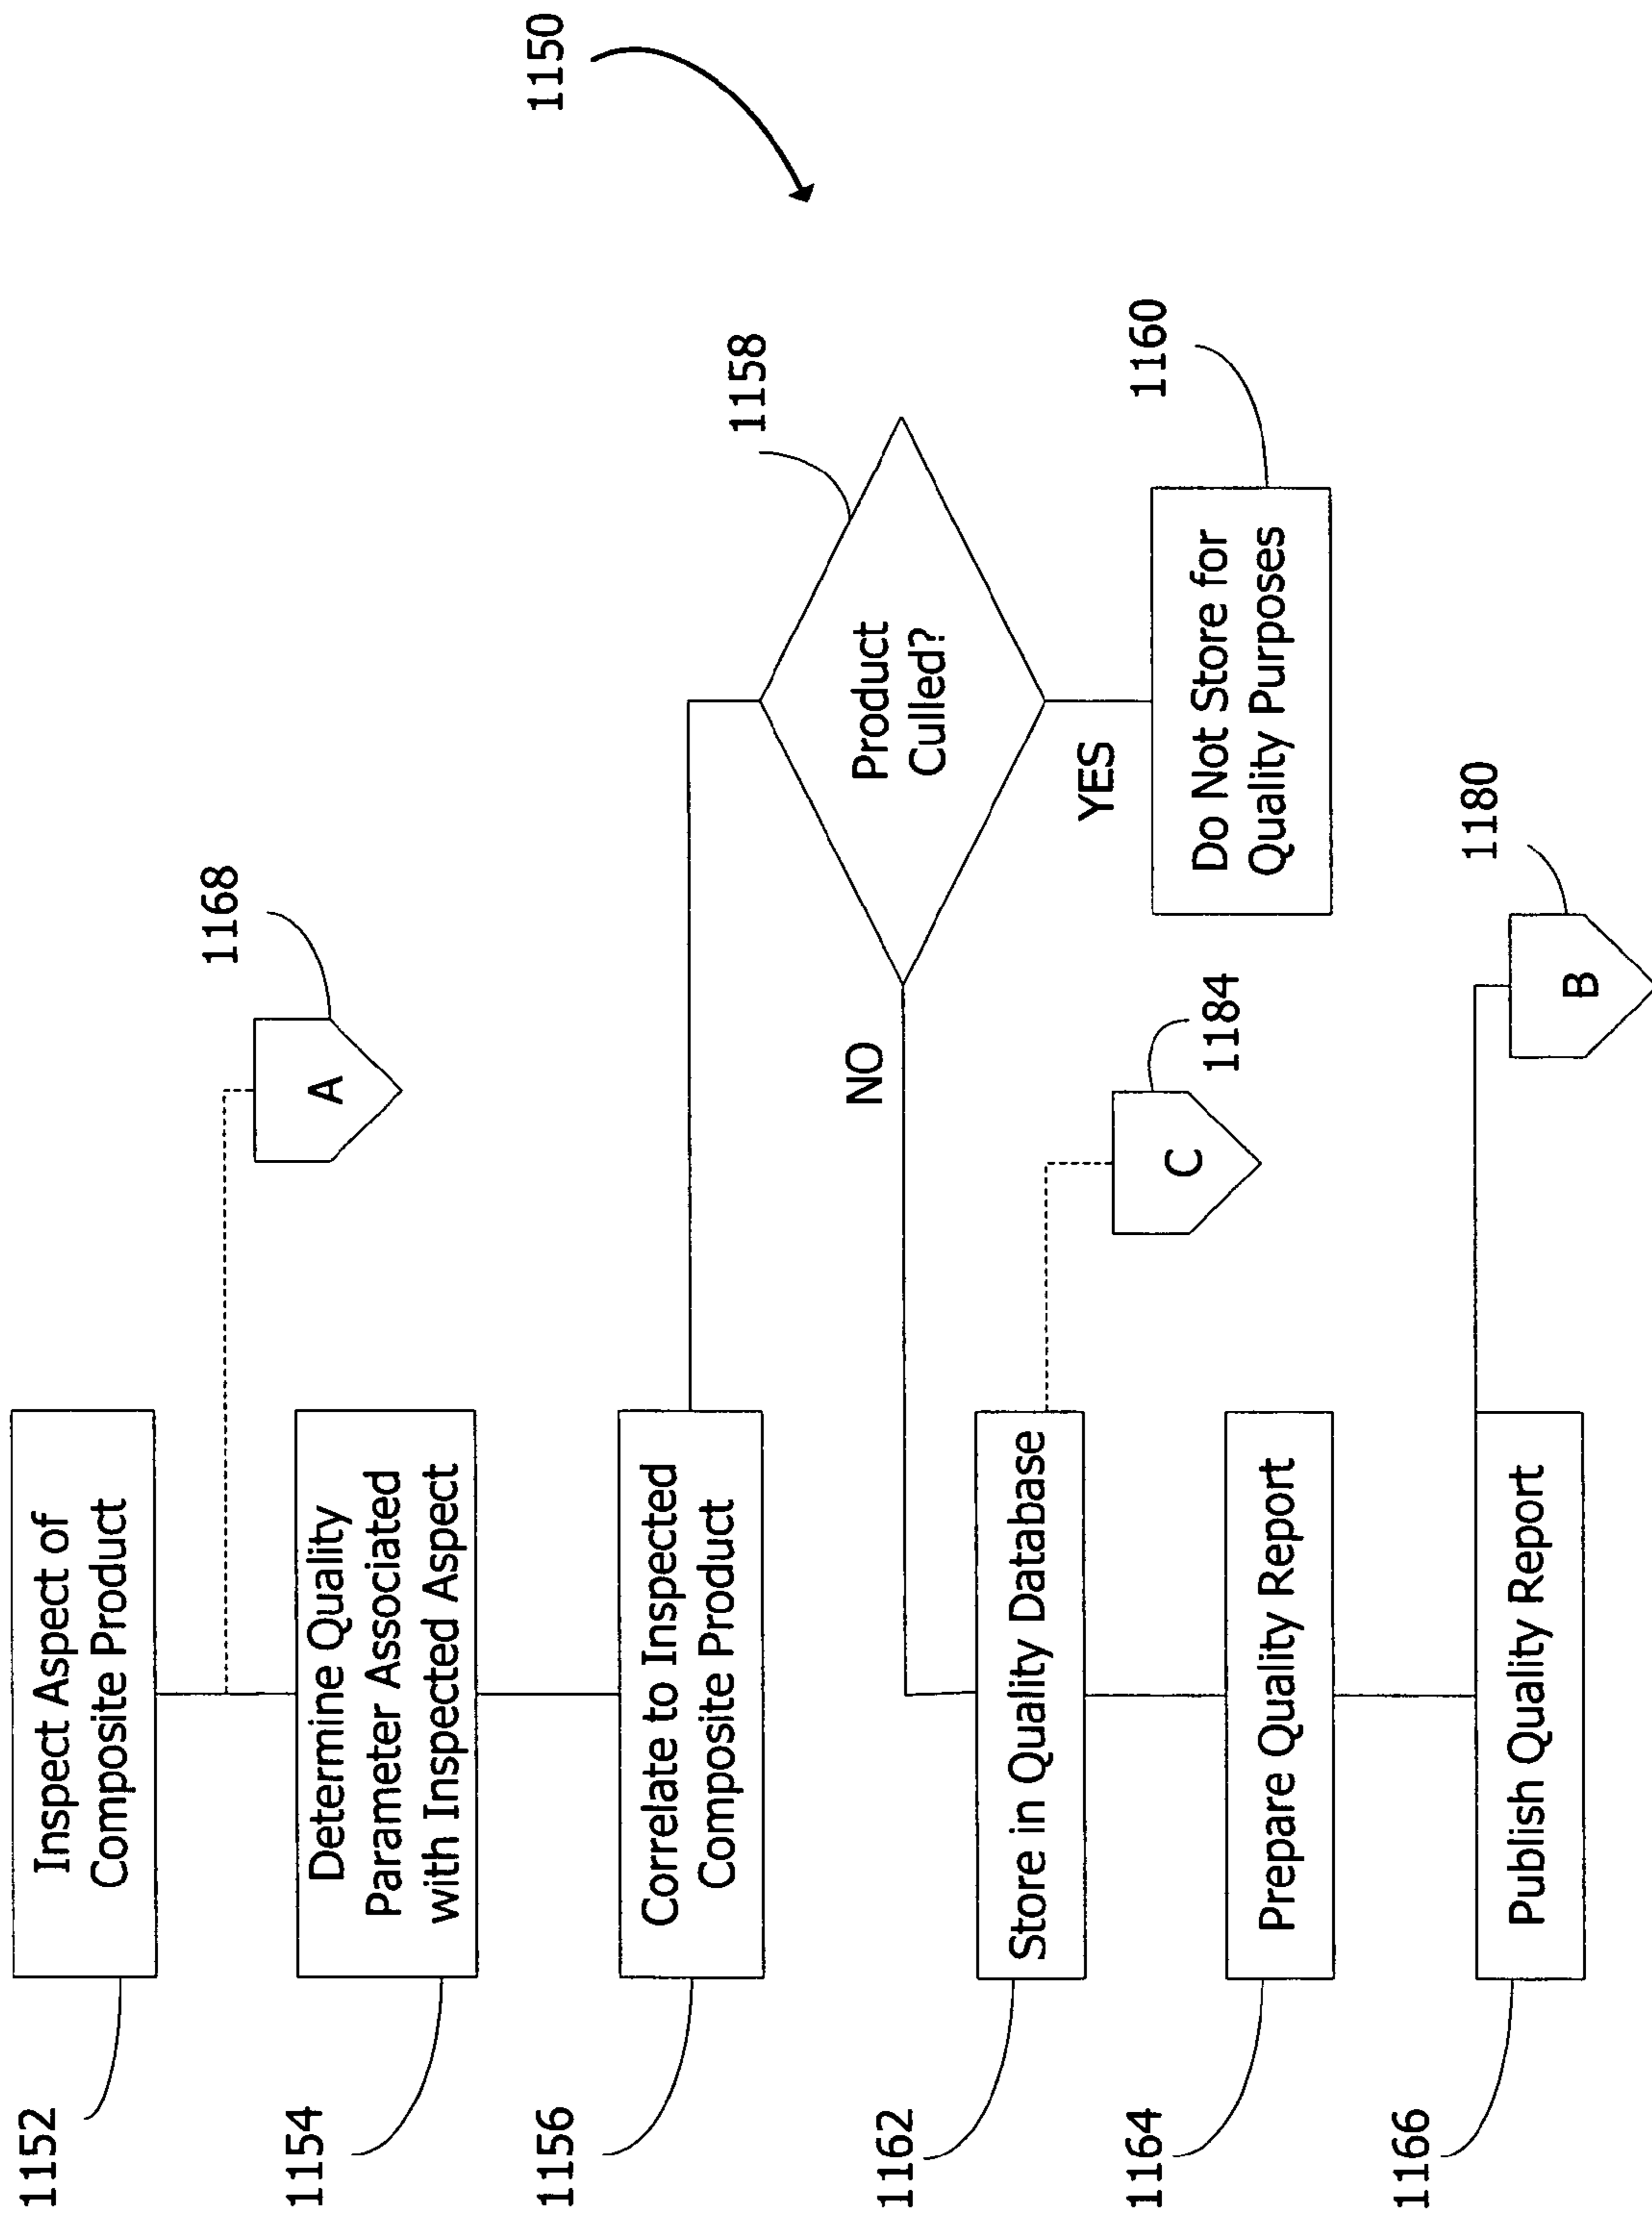 1150
1152
Inspect Aspect of
Composite Product
1168
A
1154
Determine Quality
Parameter Associated
with Inspected Aspect
1156
Correlate to Inspected
Composite Product
1158
Product
Culled?
NO
YES
1160
Do Not Store for
Quality Purposes
1162
Store in Quality Database
C
1184
1164
Prepare Quality Report
1166
Publish Quality Report
1180
B